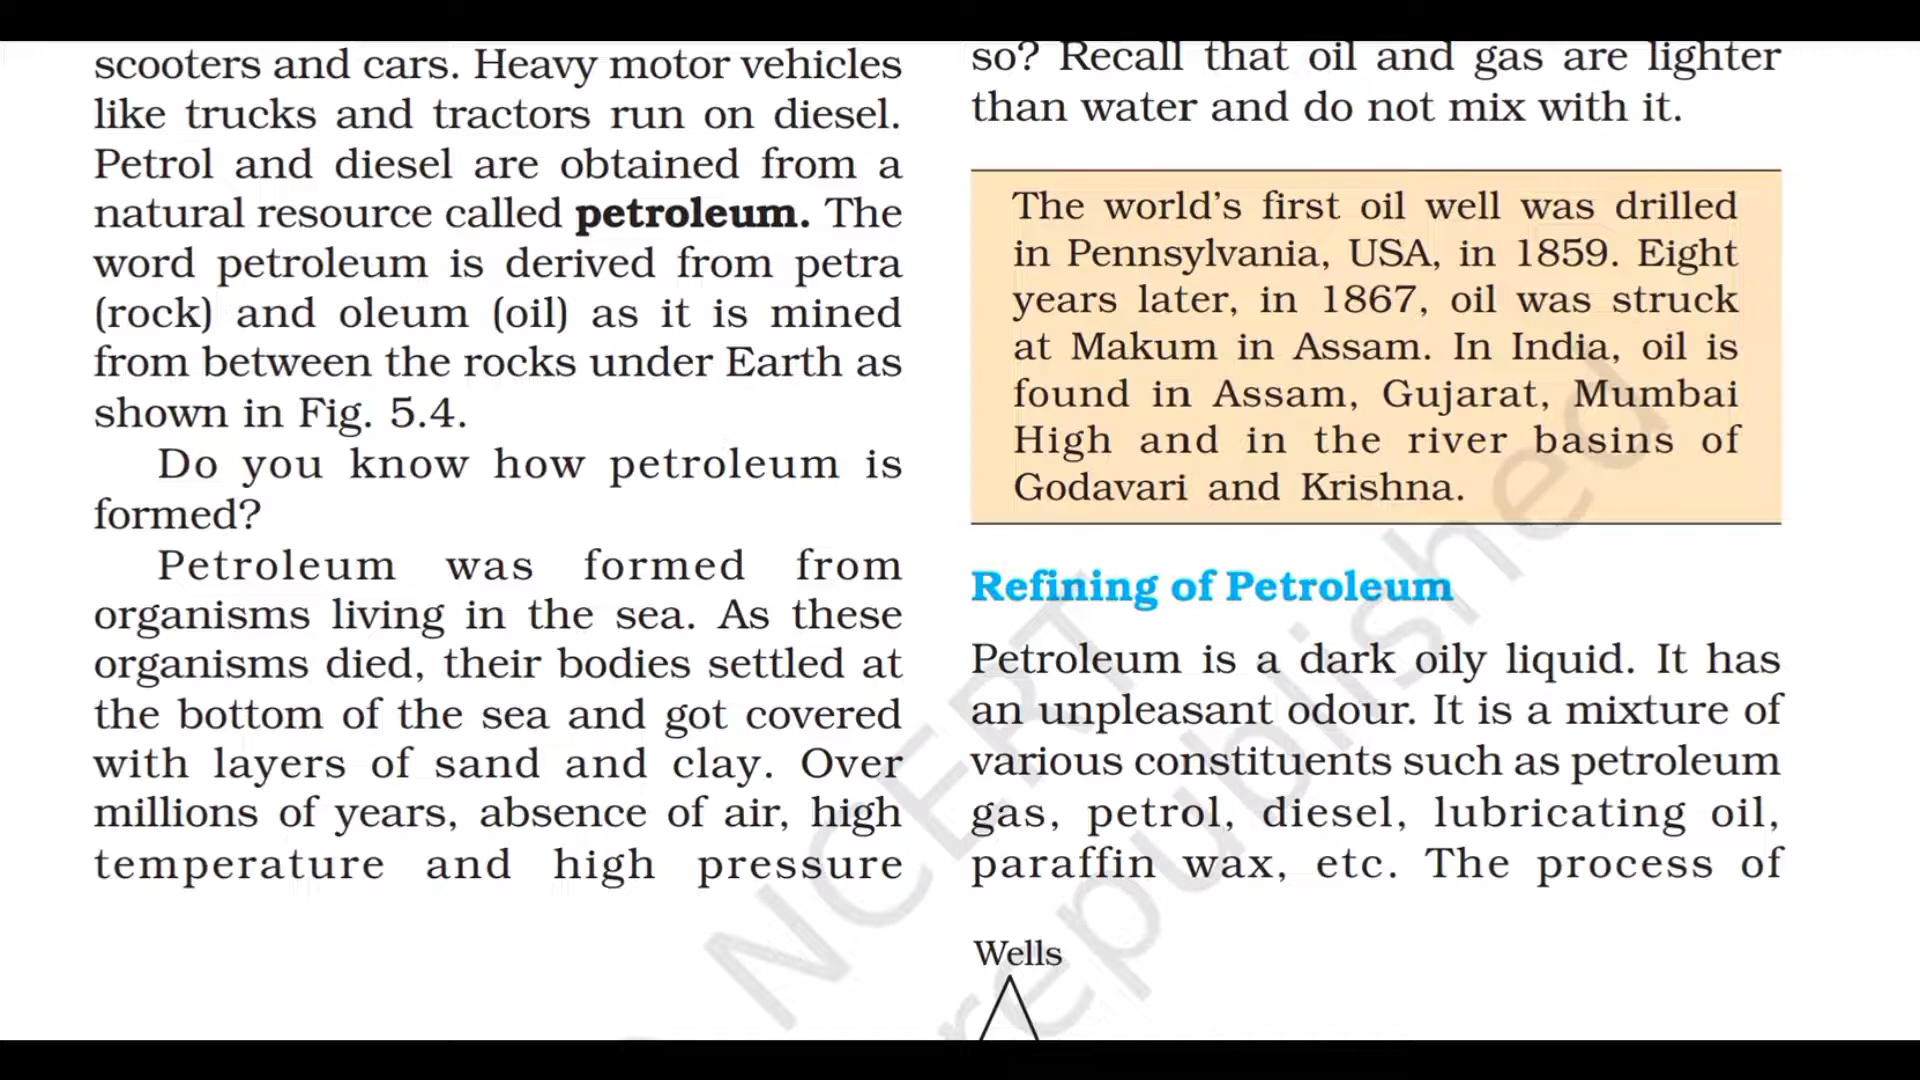 scooters and cars. Heavy motor vehicles
like trucks and tractors run on diesel.
Petrol and diesel are obtained from a
natural resource called petroleum. The
word petroleum is derived from petra
(rock) and oleum (oil) as it is mined
from between the rocks under Earth as
shown in Fig. 5.4.
Do you know how petroleum is
formed?
Petroleum was formed from
organisms living in the sea. As these
organisms died, their bodies settled at
the bottom of the sea and got covered
with layers of sand and clay. Over
millions of years, absence of air, high
temperature and high pressure
so? Recall that oil and gas are lighter
than water and do not mix with it.
The world's first oil well was drilled
in Pennsylvania, USA, in 1859. Eight
years later, in 1867, oil was struck
at Makum in Assam. In India, oil is
found in Assam, Gujarat, Mumbai
High and in the river basins of
Godavari and Krishna.
Refining of Petroleum
Petroleum is a dark oily liquid. It has
an unpleasant odour. It is a mixture of
various constituents such as petroleum
gas, petrol, diesel, lubricating oil,
paraffin wax, etc. The process of
Wells
NCERT
republished